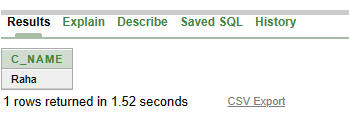 Results Explain Describe Saved SQL History
C_NAME
Raha
1 rows returned in 1.52 seconds CSV Export